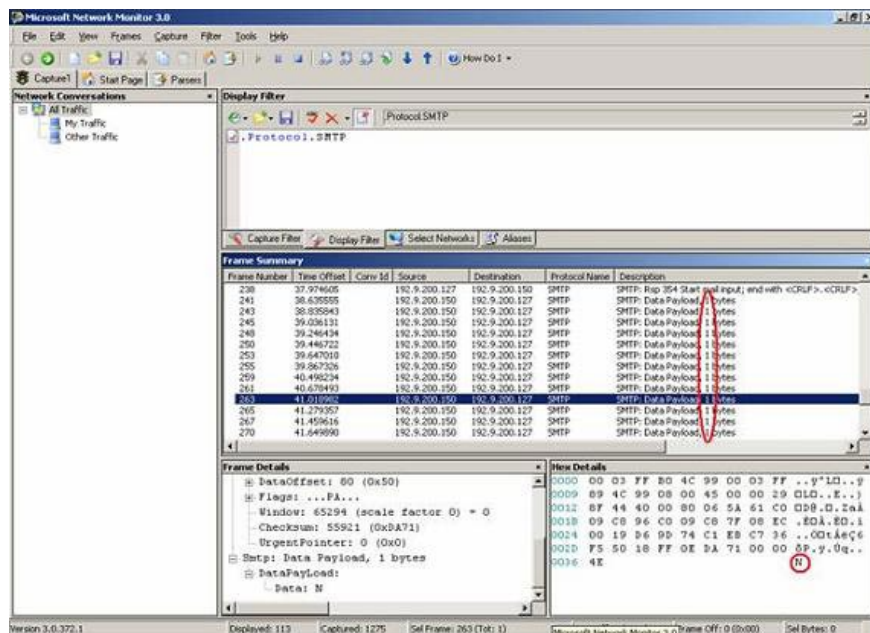 Microsoft Network Monitor 3.0
File Edit View Frames Capture Filter Tools Help
How Do I
Capture1 Start Page Parsers
Network Conversations
All Traffic
My Traffic
Other Traffic
Display Filter
Protocol.SMTP
.Protocol.SMTP
Capture Filter Display Filter Select Networks Aliases
Frame Summary
Frame Number Time Offset Conv Id Source Destination Protocol Name Description
238 37.974605 192.9.200.127 192.9.200.150 SMTP SMTP: Rsp 354 Start mail input; end with <CRLF>.<CRLF>
241 38.635555 192.9.200.150 192.9.200.127 SMTP SMTP: Data Payload, 1 bytes
243 38.835843 192.9.200.150 192.9.200.127 SMTP SMTP: Data Payload, 1 bytes
245 39.036131 192.9.200.150 192.9.200.127 SMTP SMTP: Data Payload, 1 bytes
248 39.246434 192.9.200.150 192.9.200.127 SMTP SMTP: Data Payload, 1 bytes
250 39.446722 192.9.200.150 192.9.200.127 SMTP SMTP: Data Payload, 1 bytes
253 39.647010 192.9.200.150 192.9.200.127 SMTP SMTP: Data Payload, 1 bytes
255 39.867326 192.9.200.150 192.9.200.127 SMTP SMTP: Data Payload, 1 bytes
259 40.498234 192.9.200.150 192.9.200.127 SMTP SMTP: Data Payload, 1 bytes
261 40.678493 192.9.200.150 192.9.200.127 SMTP SMTP: Data Payload, 1 bytes
263 41.018982 192.9.200.150 192.9.200.127 SMTP SMTP: Data Payload, 1 bytes
265 41.279357 192.9.200.150 192.9.200.127 SMTP SMTP: Data Payload, 1 bytes
267 41.459616 192.9.200.150 192.9.200.127 SMTP SMTP: Data Payload, 1 bytes
270 41.649890 192.9.200.150 192.9.200.127 SMTP SMTP: Data Payload, 1 bytes
Frame Details
DataOffset: 80 (0x50)
Flags: ...PA...
Window: 65294 (scale factor 0) = 0
Checksum: 55921 (0xDA71)
UrgentPointer: 0 (0x0)
Smtp: Data Payload, 1 bytes
DataPayLoad:
Data: N
Hex Details
0000 00 03 FF B0 4C 99 00 03 FF
0009 89 4C 99 08 00 45 00 00 29
0012 8F 44 40 00 80 06 5A 61 C0
001B 09 C8 96 C0 09 C8 7F 08 EC
0024 00 19 D6 9D 74 C1 EB C7 36
002D F5 50 18 FF 0E DA 71 00 00
0036 4E N
Version 3.0.372.1 Displayed: 113 Captured: 1275 Sel Frame: 263 (Tot: 1) Frame Off: 0 (0x00) Sel Bytes: 0